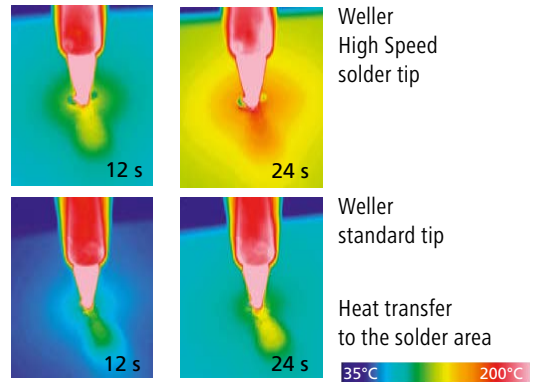 12 s
24 s
Weller
High Speed
solder tip
12 s
24 s
Weller
standard tip
Heat transfer
to the solder area
35°C 200°C